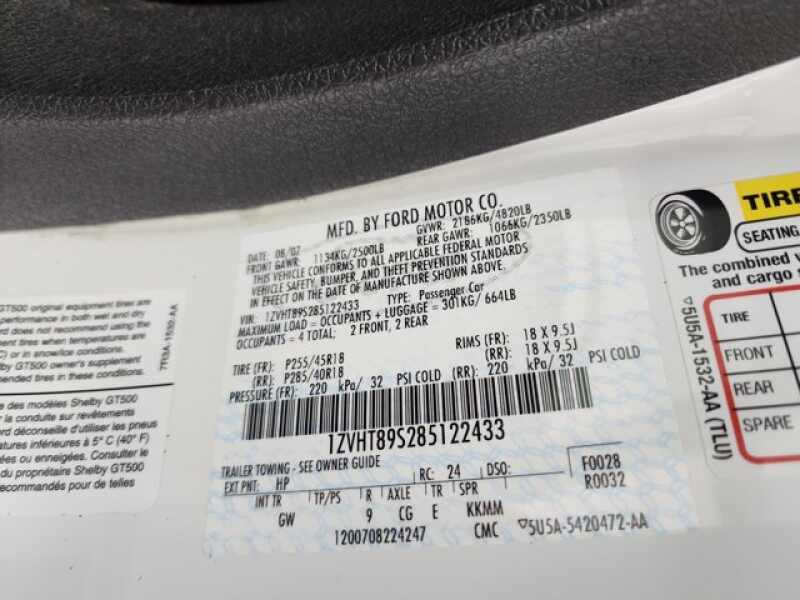 MFD. BY FORD MOTOR CO.
DATE: 08/07 GVWR: 2186KG/4820LB
FRONT GAWR: 1134KG/2500LB REAR GAWR: 1066KG/2350LB
THIS VEHICLE CONFORMS TO ALL APPLICABLE FEDERAL MOTOR
VEHICLE SAFETY, BUMPER, AND THEFT PREVENTION STANDARDS
IN EFFECT ON THE DATE OF MANUFACTURE SHOWN ABOVE.
VIN: 1ZVHT89S285122433 TYPE: Passenger Car
MAXIMUM LOAD = OCCUPANTS + LUGGAGE = 301KG/ 664LB
OCCUPANTS = 4 TOTAL; 2 FRONT, 2 REAR
TIRE (FR): P255/45R18 RIMS (FR): 18 X 9.5J
(RR): P285/40R18 (RR): 18 X 9.5J
PRESSURE (FR): 220 kPa/ 32 PSI COLD (RR): 220 kPa/ 32 PSI COLD
1ZVHT89S285122433
TRAILER TOWING - SEE OWNER GUIDE
EXT PNT: HP RC: 24 DSO: F0028
R0032
INT TR TP/PS R AXLE TR SPR
GW 9 CG E KKMM
1200708224247 CMC 5U5A-5420472-AA
GT500 original equipment tires are
performance in both wet and dry
ord does not recommend using the
ment tires when temperatures are
°C) or in snow/ice conditions.
by GT500 owner's supplement
mended tires in these conditions.
7R3A-1532-AA
e des modèles Shelby GT500
la conduite sur revêtements
rd déconseille d'utiliser les pneus
ratures inférieures à 5° C (40° F)
ées ou enneigées. Consulter le
du propriétaire Shelby GT500
recommandés pour de telles
TIRE
SEATING
The combined
and cargo
TIRE
FRONT
REAR
SPARE
5U5A-1532-AA (TLU)